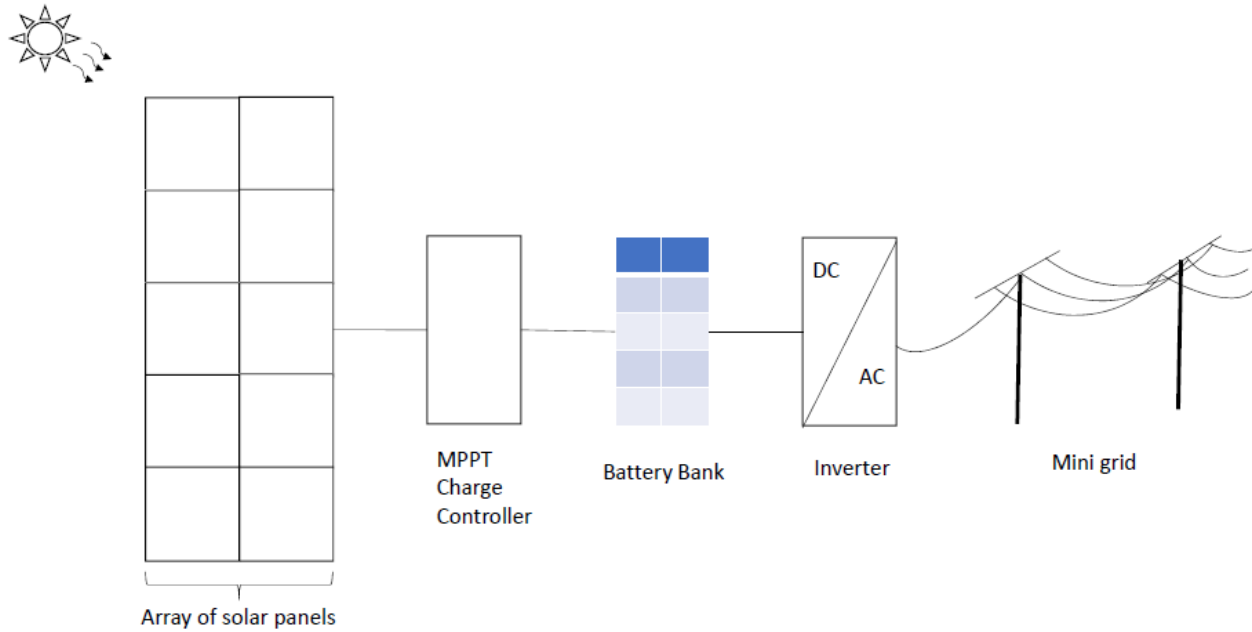 DC
AC
MPPT
Charge
Controller
Battery Bank
Inverter
Mini grid
Array of solar panels